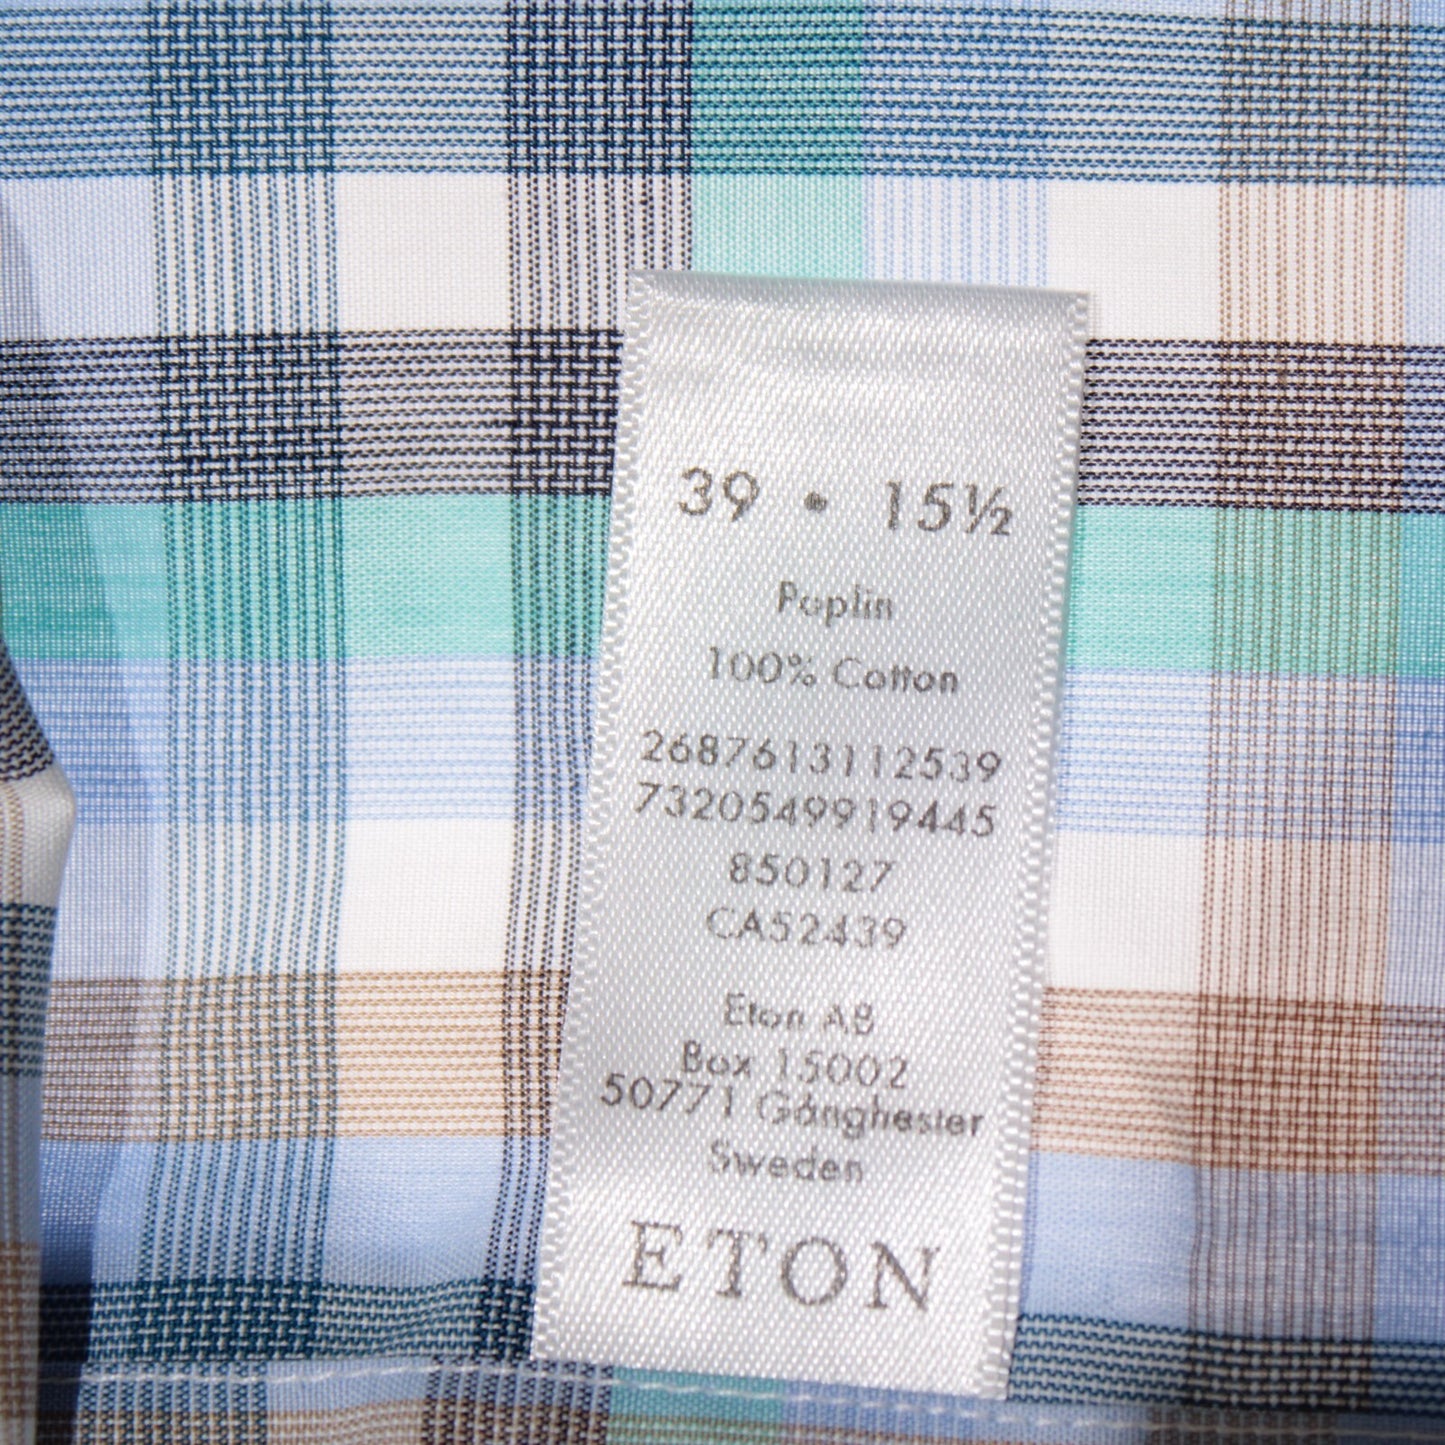 39 • 15½
Poplin
100% Cotton
2687613112539
7320549919445
850127
CA52439
Eton AB
Box 15002
50771 Gånghester
Sweden
ETON